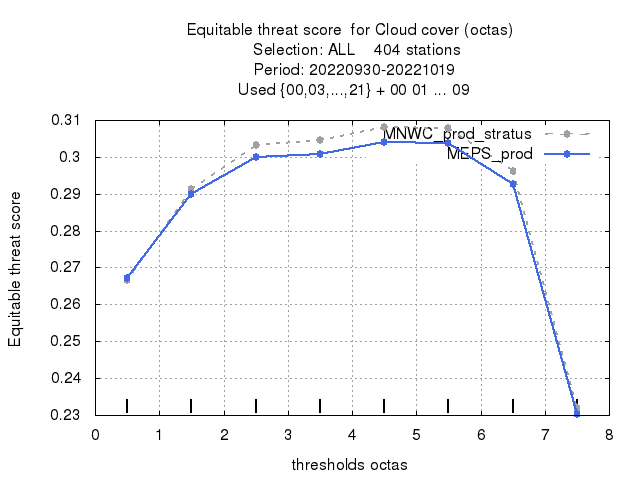 Equitable threat score  for Cloud cover (octas)
Selection: ALL    404 stations
Period: 20220930-20221019
Used {00,03,...,21} + 00 01 ... 09
0.31
0.3
0.29
0.28
0.27
0.26
0.25
0.24
0.23
Equitable threat score
MNWC_prod_stratus
MEPS_prod
0 1 2 3 4 5 6 7 8
thresholds octas